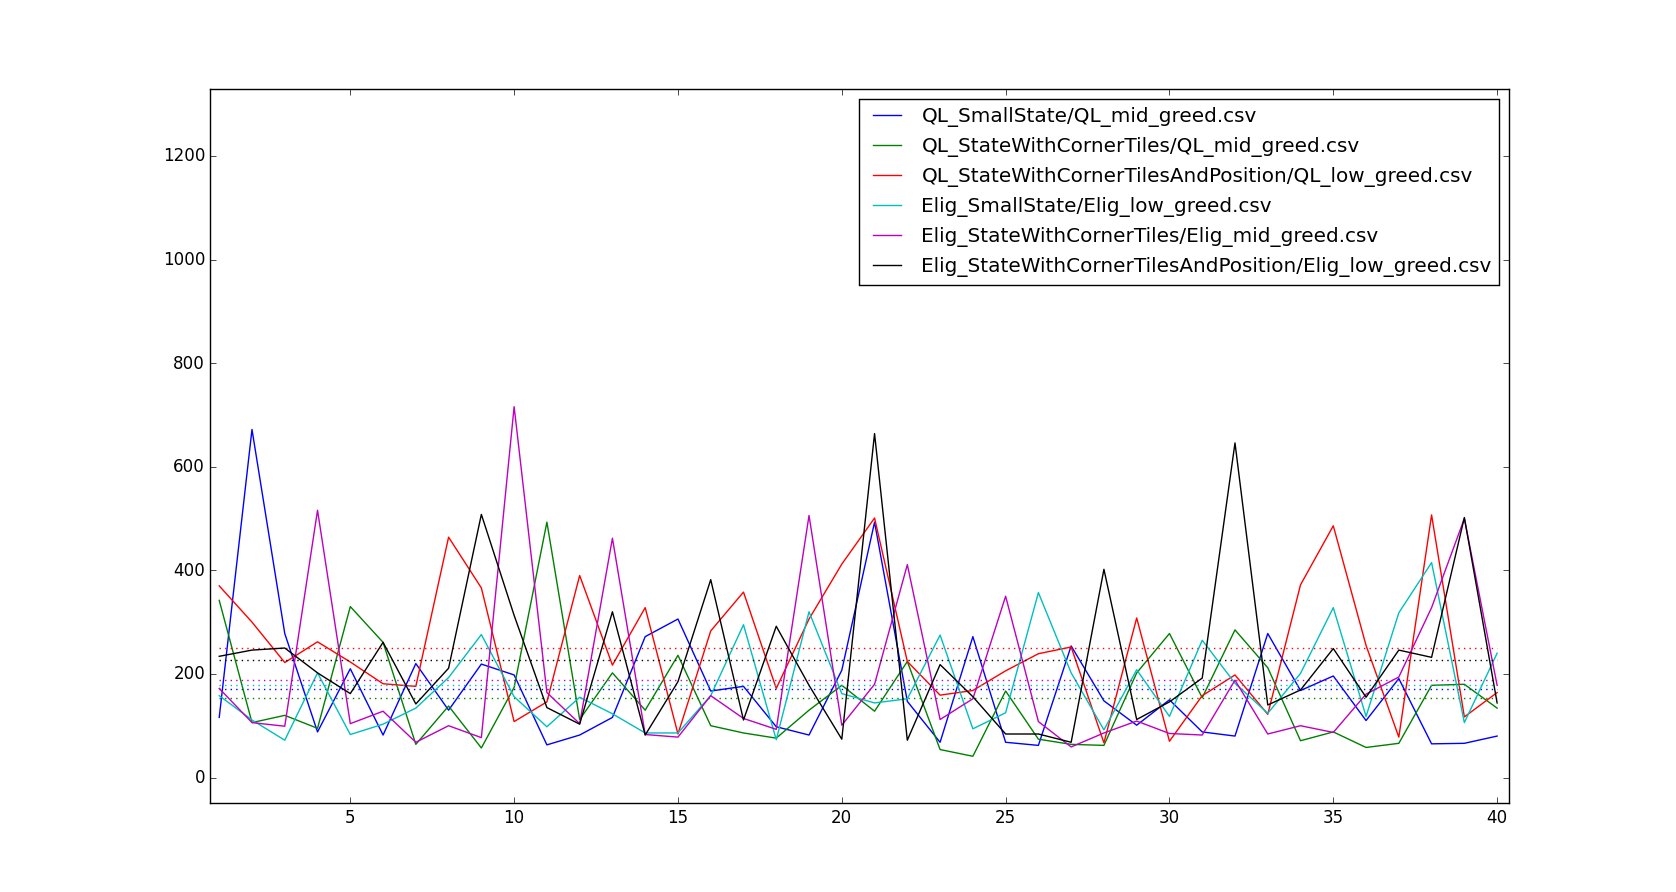 1200
1000
800
600
400
200
0
5 10 15 20 25 30 35 40
QL_SmallState/QL_mid_greed.csv
QL_StateWithCornerTiles/QL_mid_greed.csv
QL_StateWithCornerTilesAndPosition/QL_low_greed.csv
Elig_SmallState/Elig_low_greed.csv
Elig_StateWithCornerTiles/Elig_mid_greed.csv
Elig_StateWithCornerTilesAndPosition/Elig_low_greed.csv